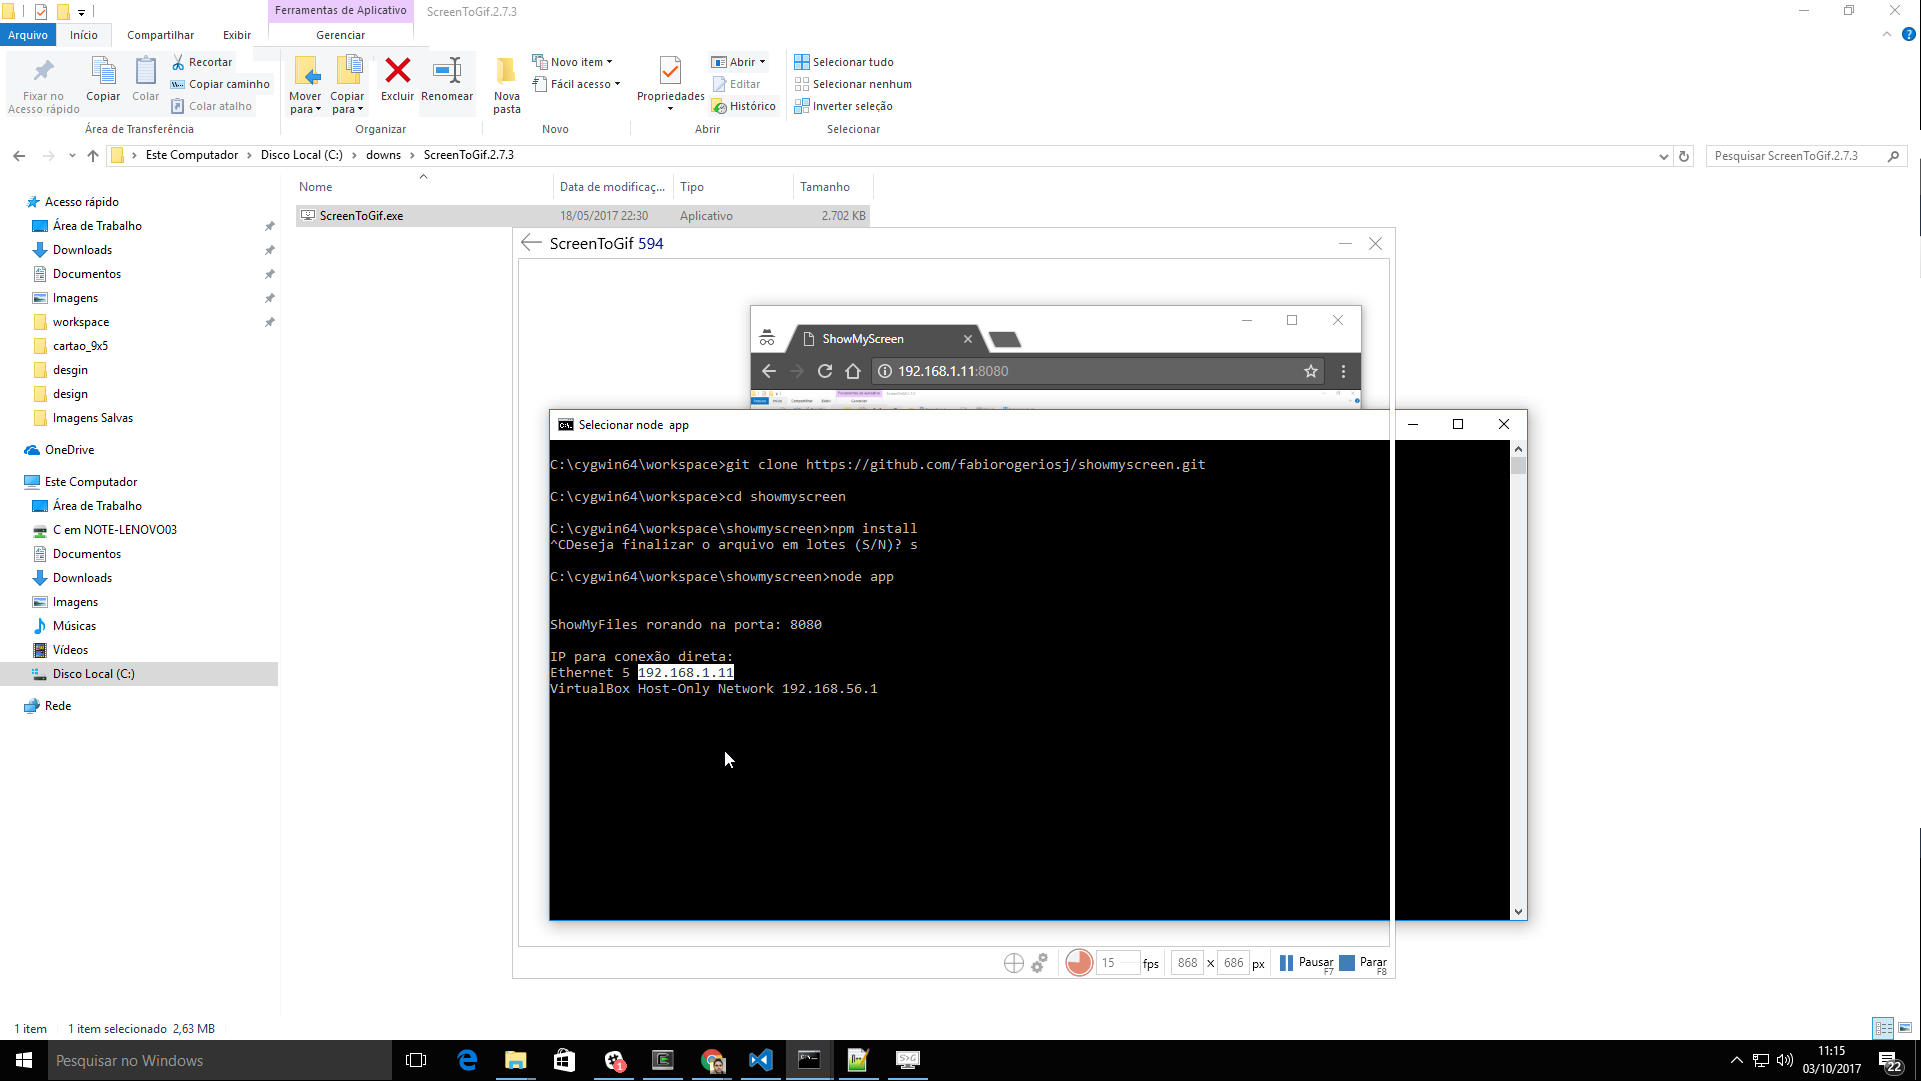 Ferramentas de Aplicativo
ScreenToGif.2.7.3
Arquivo
Início
Compartilhar
Exibir
Gerenciar
Fixar no
Acesso rápido
Copiar
Colar
Recortar
Copiar caminho
Colar atalho
Área de Transferência
Mover
para
Copiar
para
Excluir
Renomear
Organizar
Nova
pasta
Novo item
Fácil acesso
Novo
Propriedades
Abrir
Editar
Histórico
Abrir
Selecionar tudo
Selecionar nenhum
Inverter seleção
Selecionar
Este Computador > Disco Local (C:) > downs > ScreenToGif.2.7.3
Pesquisar ScreenToGif.2.7.3
Nome
Data de modificaç...
Tipo
Tamanho
ScreenToGif.exe
18/05/2017 22:30
Aplicativo
2.702 KB
Acesso rápido
Área de Trabalho
Downloads
Documentos
Imagens
workspace
cartao_9x5
desgin
design
Imagens Salvas
OneDrive
Este Computador
Área de Trabalho
C em NOTE-LENOVO03
Documentos
Downloads
Imagens
Músicas
Vídeos
Disco Local (C:)
Rede
ScreenToGif 594
ShowMyScreen
192.168.1.11:8080
Selecionar node  app
C:\cygwin64\workspace>git clone https://github.com/fabiorogeriosj/showmyscreen.git
C:\cygwin64\workspace>cd showmyscreen
C:\cygwin64\workspace\showmyscreen>npm install
^CDeseja finalizar o arquivo em lotes (S/N)? s
C:\cygwin64\workspace\showmyscreen>node app
ShowMyFiles rorando na porta: 8080
IP para conexão direta:
Ethernet 5 192.168.1.11
VirtualBox Host-Only Network 192.168.56.1
15 fps
868 x 686 px
Pausar
F7
Parar
F8
1 item
1 item selecionado 2,63 MB
Pesquisar no Windows
11:15
03/10/2017
22